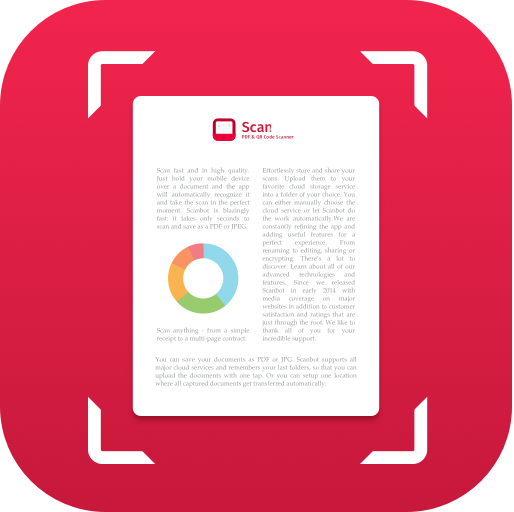 Scan
PDF & QR Code Scanner
Scan fast and in high quality.
Just hold your mobile device
over a document and the app
will automatically recognize it
and take the scan in the perfect
moment. Scanbot is blazingly
fast: it takes only seconds to
scan and save as a PDF or JPEG.
Scan anything - from a simple
receipt to a multi-page contract.
Effortlessly store and share your
scans. Upload them to your
favorite cloud storage service
into a folder of your choice. You
can either manually choose the
cloud service or let Scanbot do
the work automatically.We are
constantly refining the app and
adding useful features for a
perfect experience. From
renaming to editing, sharing or
encrypting. There's a lot to
discover. Learn about all of our
advanced technologies and
features. Since we released
Scanbot in early 2014 with
media coverage on major
websites in addition to customer
satisfaction and ratings that are
just through the roof. We like to
thank all of you for your
incredible support.
You can save your documents as PDF or JPG. Scanbot supports all
major cloud services and remembers your last folders, so that you can
upload the documents with one tap. Or you can setup one location
where all captured documents get transferred automatically.